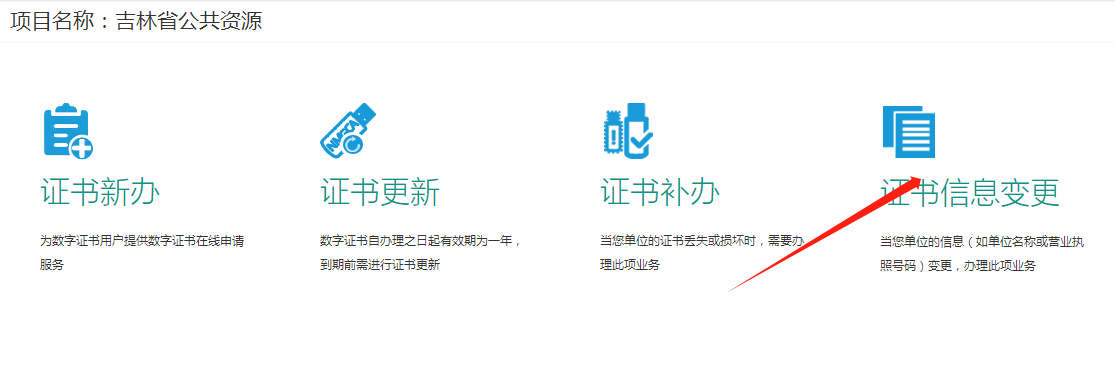 项目名称：吉林省公共资源
证书新办
为数字证书用户提供数字证书在线申请
服务
证书更新
数字证书自办理之日起有效期为一年，
到期前需进行证书更新
证书补办
当您单位的证书丢失或损坏时，需要办
理此项业务
证书信息变更
当您单位的信息（如单位名称或营业执
照号码）变更，办理此项业务